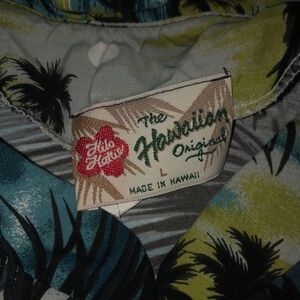 The
Hawaiian
Original
Hilo
Hattie
L
MADE IN HAWAII